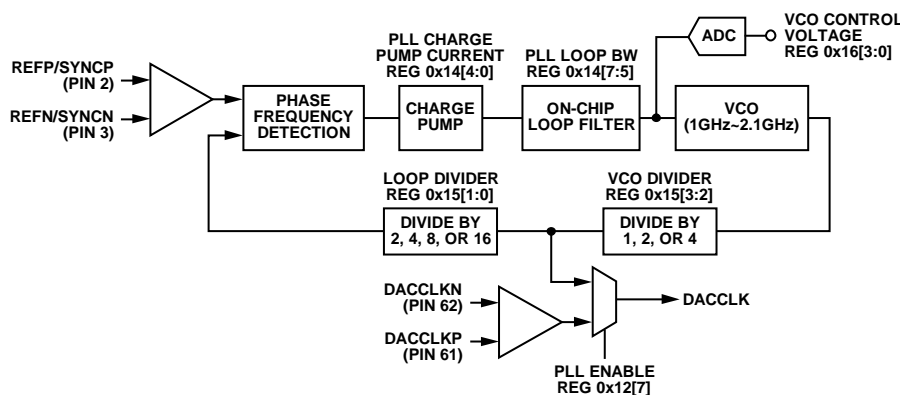 PLL CHARGE
PUMP CURRENT
REG 0x14[4:0]
PLL LOOP BW
REG 0x14[7:5]
ADC
VCO CONTROL
VOLTAGE
REG 0x16[3:0]
REFP/SYNCP
(PIN 2)
REFN/SYNCN
(PIN 3)
PHASE
FREQUENCY
DETECTION
CHARGE
PUMP
ON-CHIP
LOOP FILTER
VCO
(1GHz~2.1GHz)
LOOP DIVIDER
REG 0x15[1:0]
DIVIDE BY
2, 4, 8, OR 16
VCO DIVIDER
REG 0x15[3:2]
DIVIDE BY
1, 2, OR 4
DACCLKN
(PIN 62)
DACCLKP
(PIN 61)
DACCLK
PLL ENABLE
REG 0x12[7]